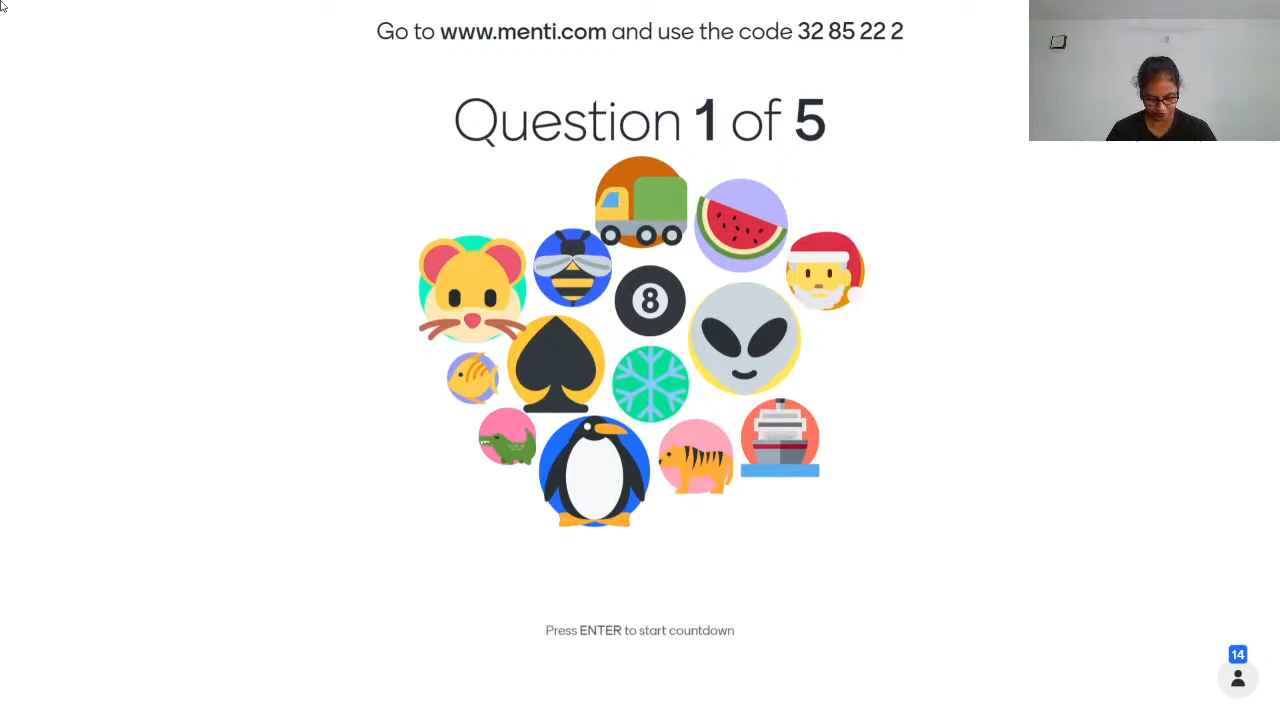 Go to www.menti.com and use the code 32 85 22 2
Question 1 of 5
8
Press ENTER to start countdown
14